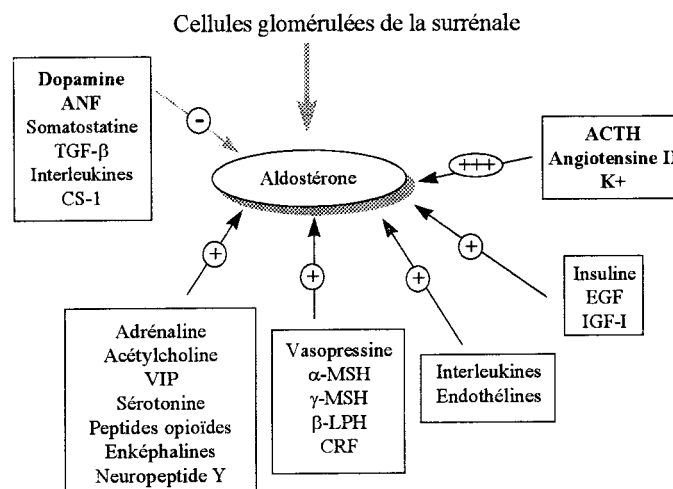 Cellules glomérulées de la surrénale
Dopamine
ANF
Somatostatine
TGF-β
Interleukines
CS-1
-
Aldostérone
+++
ACTH
Angiotensine II
K+
+
+
+
+
Insuline
EGF
IGF-I
Adrénaline
Acétylcholine
VIP
Sérotonine
Peptides opioïdes
Enképhalines
Neuropeptide Y
Vasopressine
α-MSH
γ-MSH
β-LPH
CRF
Interleukines
Endothélines